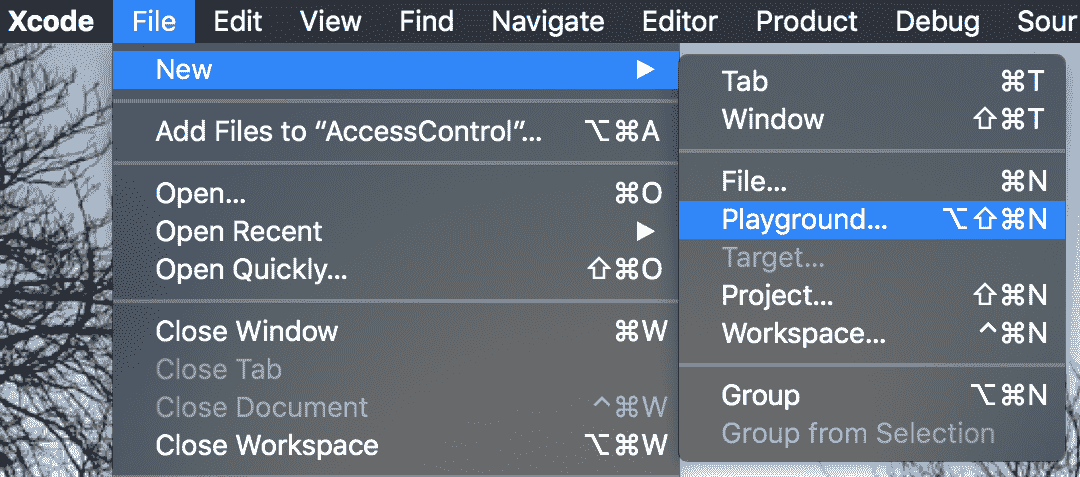 Xcode File Edit View Find Navigate Editor Product Debug Sour
New ▶
Add Files to “AccessControl”... ⌥⌘A
Open... ⌘O
Open Recent ▶
Open Quickly... ⇧⌘O
Close Window ⌘W
Close Tab
Close Document ^⌘W
Close Workspace ⌥⌘W
Tab ⌘T
Window ⇧⌘T
File... ⌘N
Playground... ⌥⇧⌘N
Target...
Project... ⇧⌘N
Workspace... ^⌘N
Group ⌥⌘N
Group from Selection